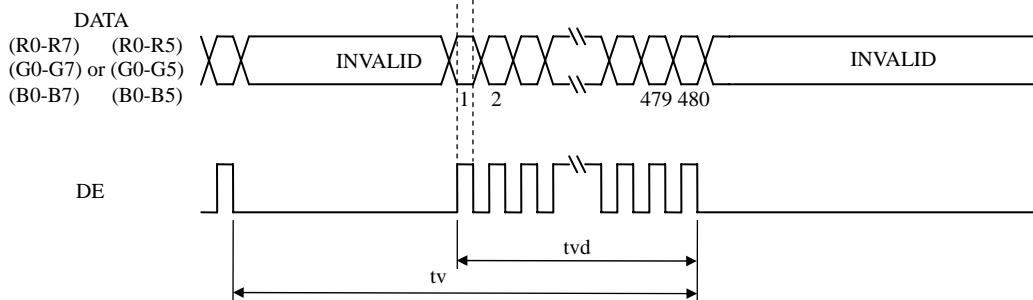 DATA
(R0-R7) (R0-R5)
(G0-G7) or (G0-G5)
(B0-B7) (B0-B5)
INVALID
INVALID
1 2 479 480
DE
tvd
tv